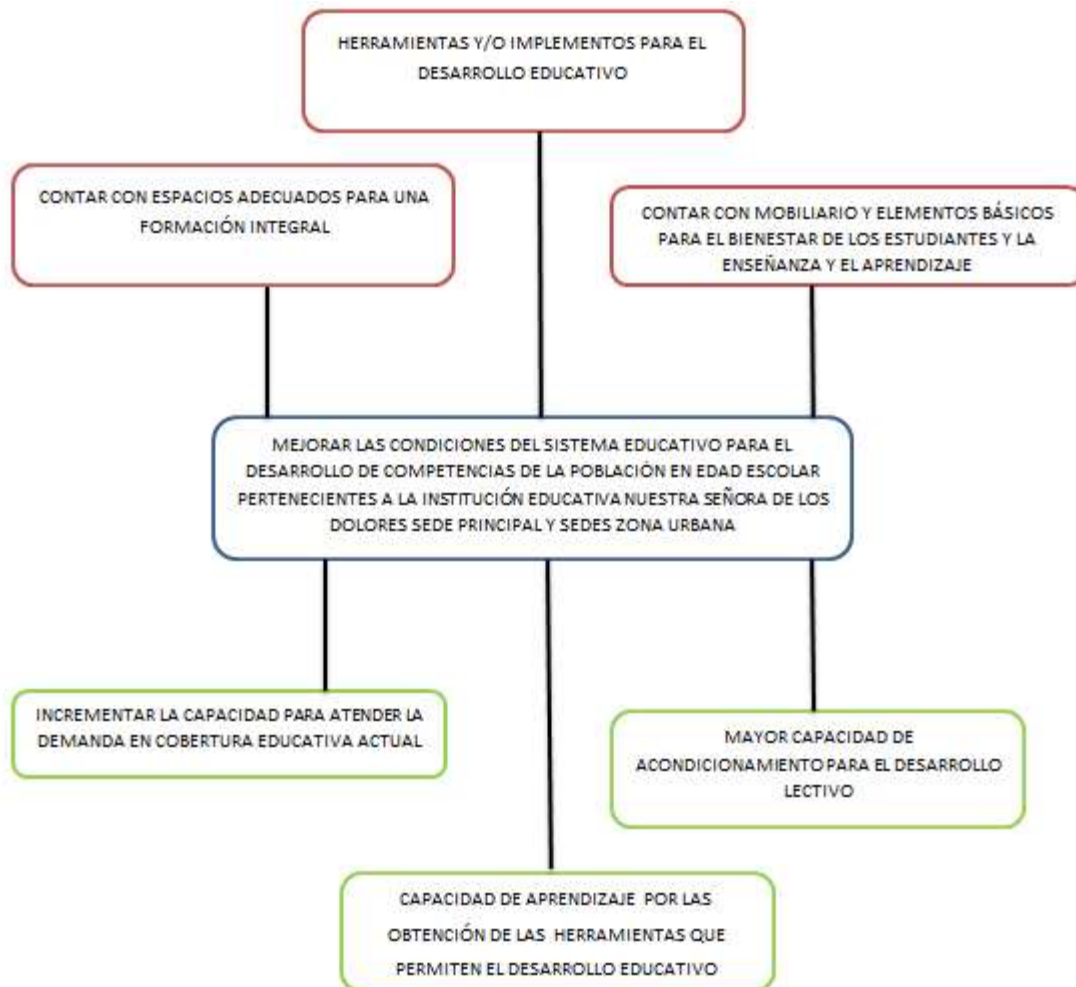 HERRAMIENTAS Y/O IMPLEMENTOS PARA EL
DESARROLLO EDUCATIVO
CONTAR CON ESPACIOS ADECUADOS PARA UNA
FORMACIÓN INTEGRAL
CONTAR CON MOBILIARIO Y ELEMENTOS BÁSICOS
PARA EL BIENESTAR DE LOS ESTUDIANTES Y LA
ENSEÑANZA Y EL APRENDIZAJE
MEJORAR LAS CONDICIONES DEL SISTEMA EDUCATIVO PARA EL
DESARROLLO DE COMPETENCIAS DE LA POBLACIÓN EN EDAD ESCOLAR
PERTENECIENTES A LA INSTITUCIÓN EDUCATIVA NUESTRA SEÑORA DE LOS
DOLORES SEDE PRINCIPAL Y SEDES ZONA URBANA
INCREMENTAR LA CAPACIDAD PARA ATENDER LA
DEMANDA EN COBERTURA EDUCATIVA ACTUAL
MAYOR CAPACIDAD DE
ACONDICIONAMIENTO PARA EL DESARROLLO
LECTIVO
CAPACIDAD DE APRENDIZAJE POR LAS
OBTENCIÓN DE LAS HERRAMIENTAS QUE
PERMITEN EL DESARROLLO EDUCATIVO